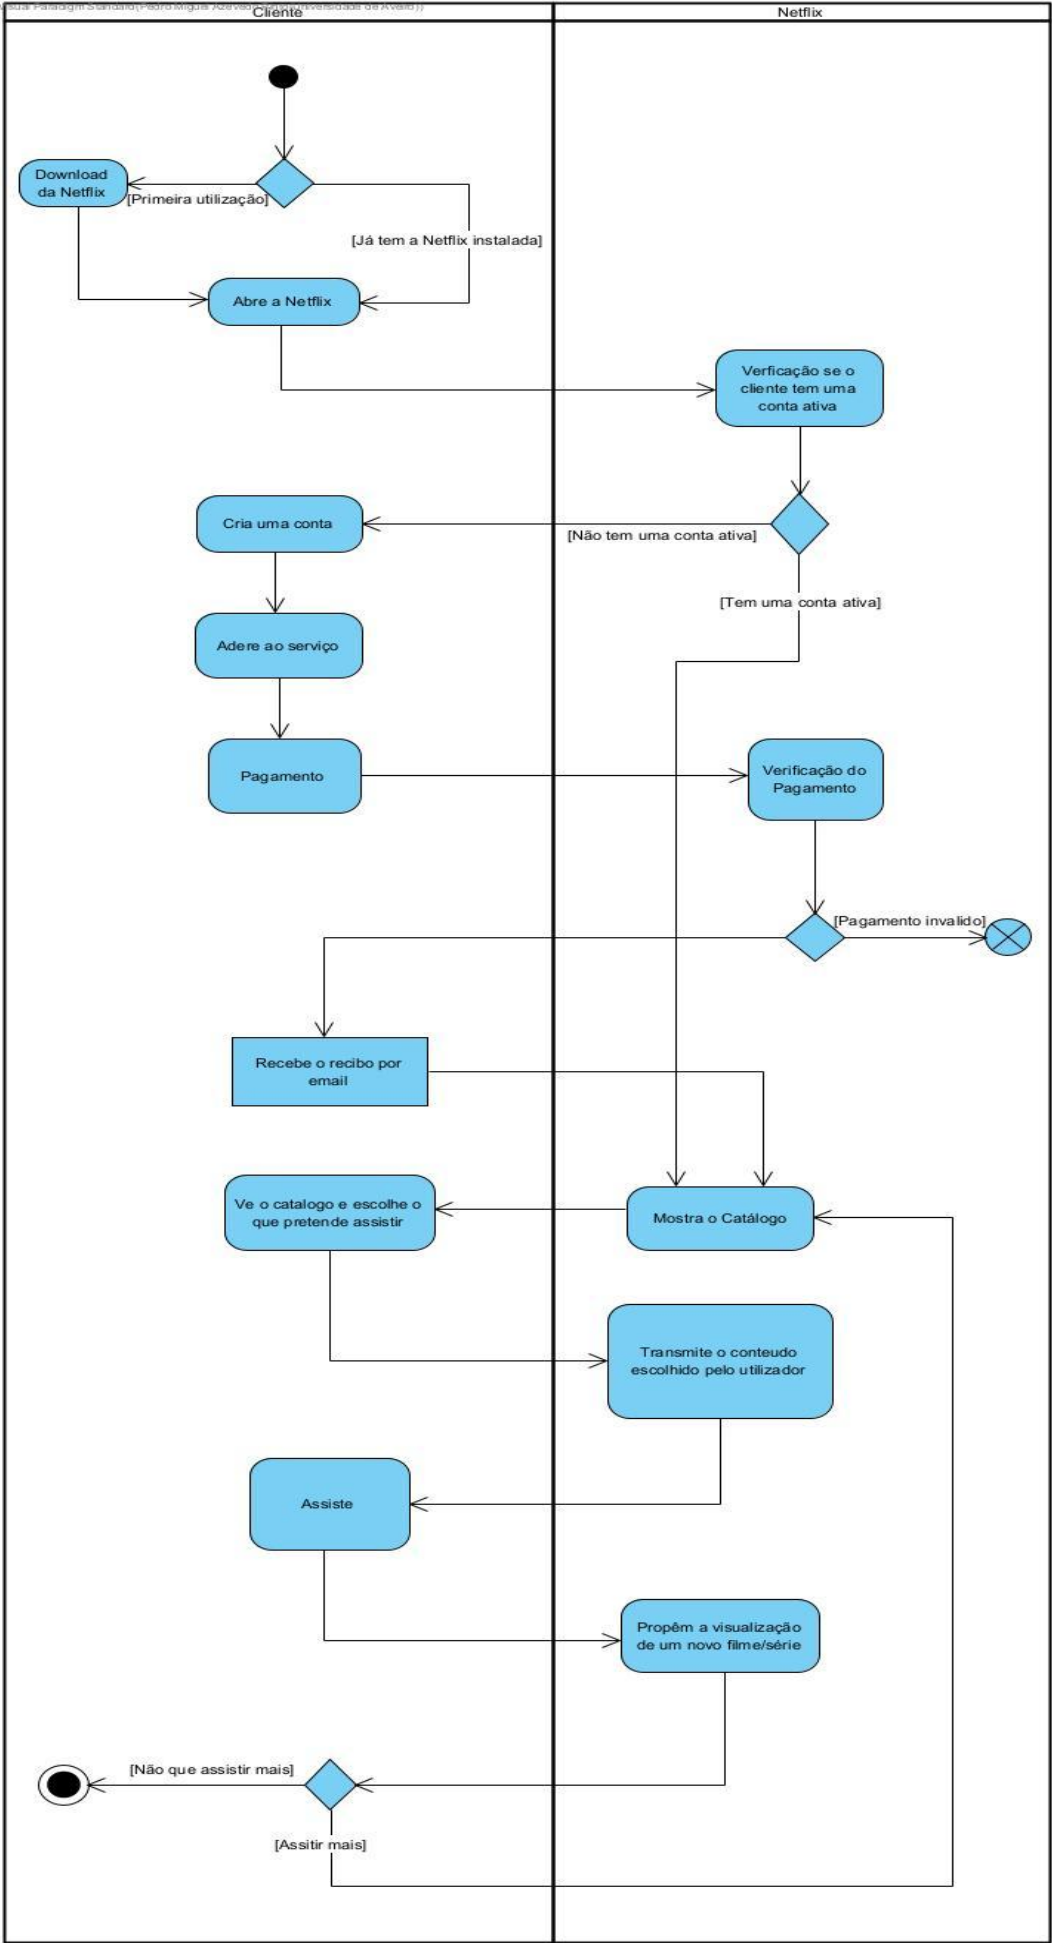 Cliente
Netflix
Download
da Netflix
[Primeira utilização]
[Já tem a Netflix instalada]
Abre a Netflix
Verficação se o
cliente tem uma
conta ativa
Cria uma conta
[Não tem uma conta ativa]
[Tem uma conta ativa]
Adere ao serviço
Pagamento
Verificação do
Pagamento
[Pagamento invalido]
Recebe o recibo por
email
Ve o catalogo e escolhe o
que pretende assistir
Mostra o Catálogo
Transmite o conteudo
escolhido pelo utilizador
Assiste
Propêm a visualização
de um novo filme/série
[Não que assistir mais]
[Assitir mais]